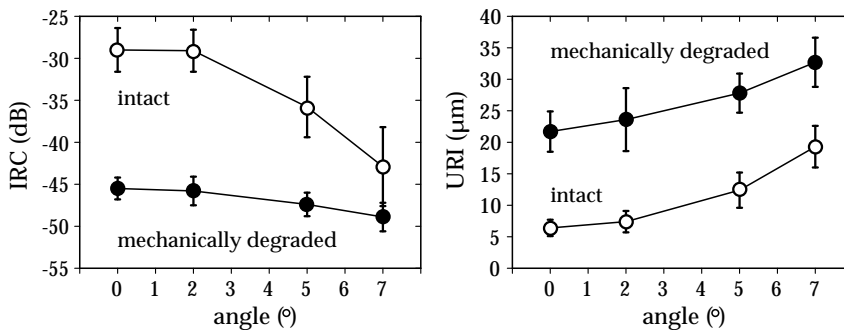 -25
-30
-35
-40
-45
-50
-55
IRC (dB)
intact
mechanically degraded
0 1 2 3 4 5 6 7
angle (°)
40
35
30
25
20
15
10
5
0
URI (μm)
mechanically degraded
intact
0 1 2 3 4 5 6 7
angle (°)